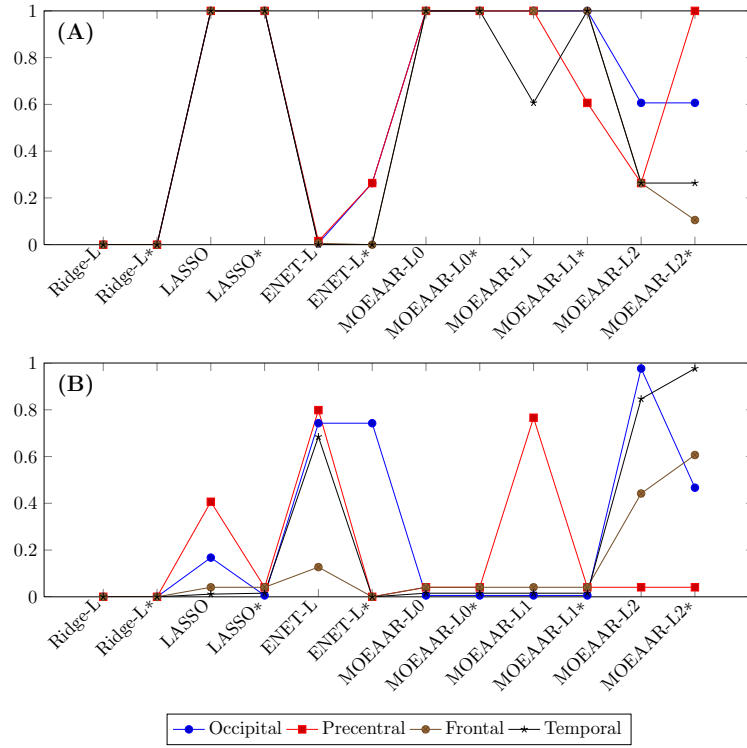 (A)
1
0.8
0.6
0.4
0.2
0
Ridge-L
Ridge-L*
LASSO
LASSO*
ENET-L
ENET-L*
MOEAAR-L0
MOEAAR-L0*
MOEAAR-L1
MOEAAR-L1*
MOEAAR-L2
MOEAAR-L2*
(B)
1
0.8
0.6
0.4
0.2
0
Ridge-L
Ridge-L*
LASSO
LASSO*
ENET-L
ENET-L*
MOEAAR-L0
MOEAAR-L0*
MOEAAR-L1
MOEAAR-L1*
MOEAAR-L2
MOEAAR-L2*
Occipital Precentral Frontal Temporal